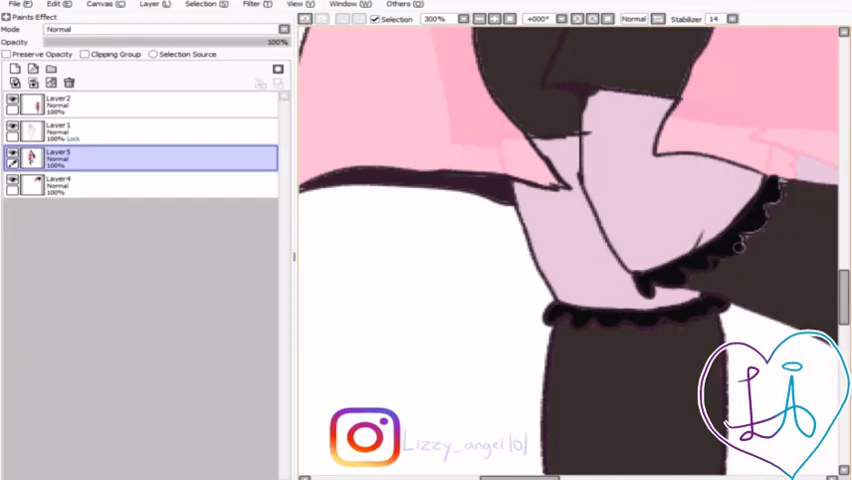 File (F) Edit (E) Canvas (C) Layer (L) Selection (S) Filter (T) View (V) Window (W) Others (O)
Paints Effect
Selection 300% +000° Normal Stabilizer 14
Mode Normal
Opacity 100%
Preserve Opacity Clipping Group Selection Source
Layer2
Normal
100%
Layer1
Normal
100% Lock
Layer5
Normal
100%
Layer4
Normal
100%
Lizzy_angel101
LA